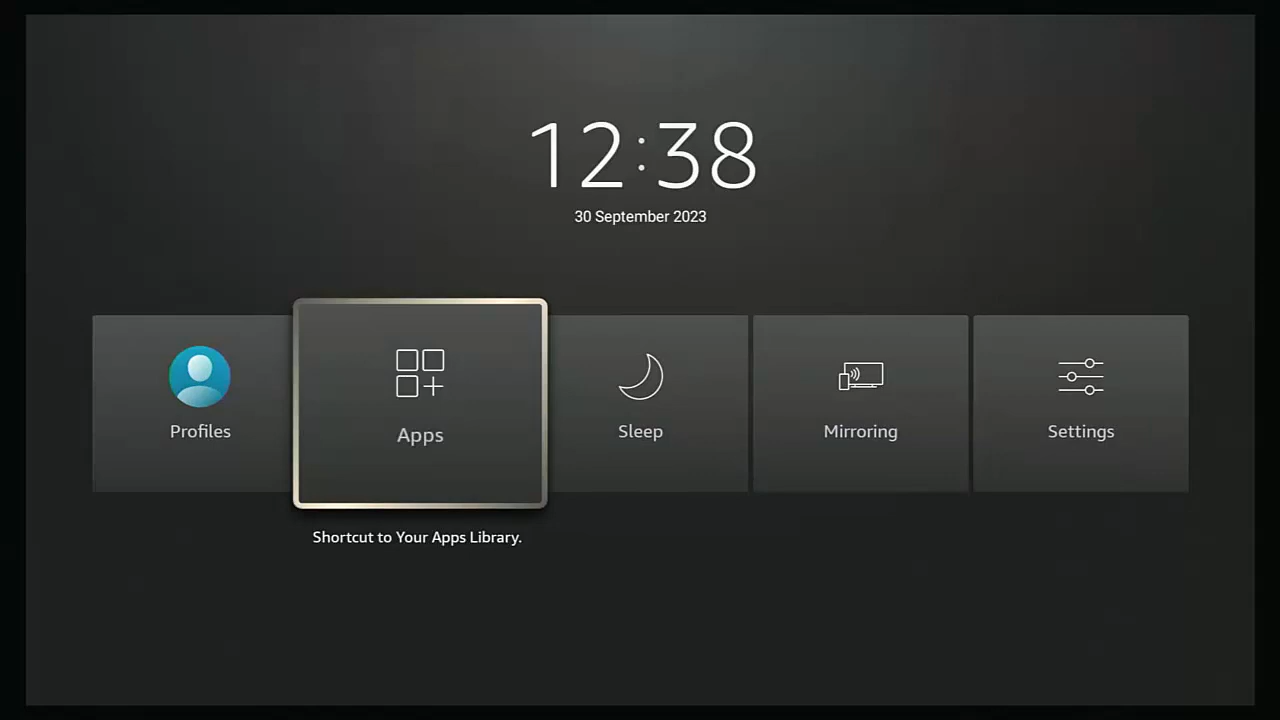 12:38
30 September 2023
Profiles
Apps
Sleep
Mirroring
Settings
Shortcut to Your Apps Library.